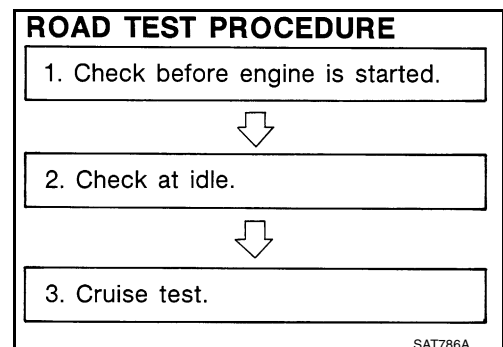 ROAD TEST PROCEDURE
1. Check before engine is started.
2. Check at idle.
3. Cruise test.
SAT786A